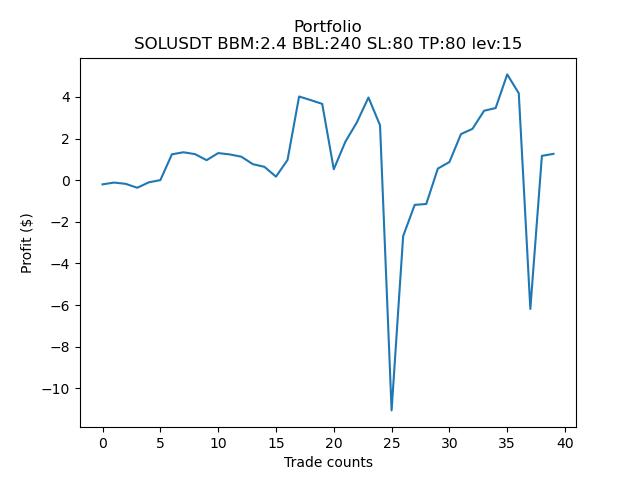 Portfolio
SOLUSDT BBM:2.4 BBL:240 SL:80 TP:80 lev:15
4
2
0
−2
−4
−6
−8
−10
Profit ($)
0 5 10 15 20 25 30 35 40
Trade counts